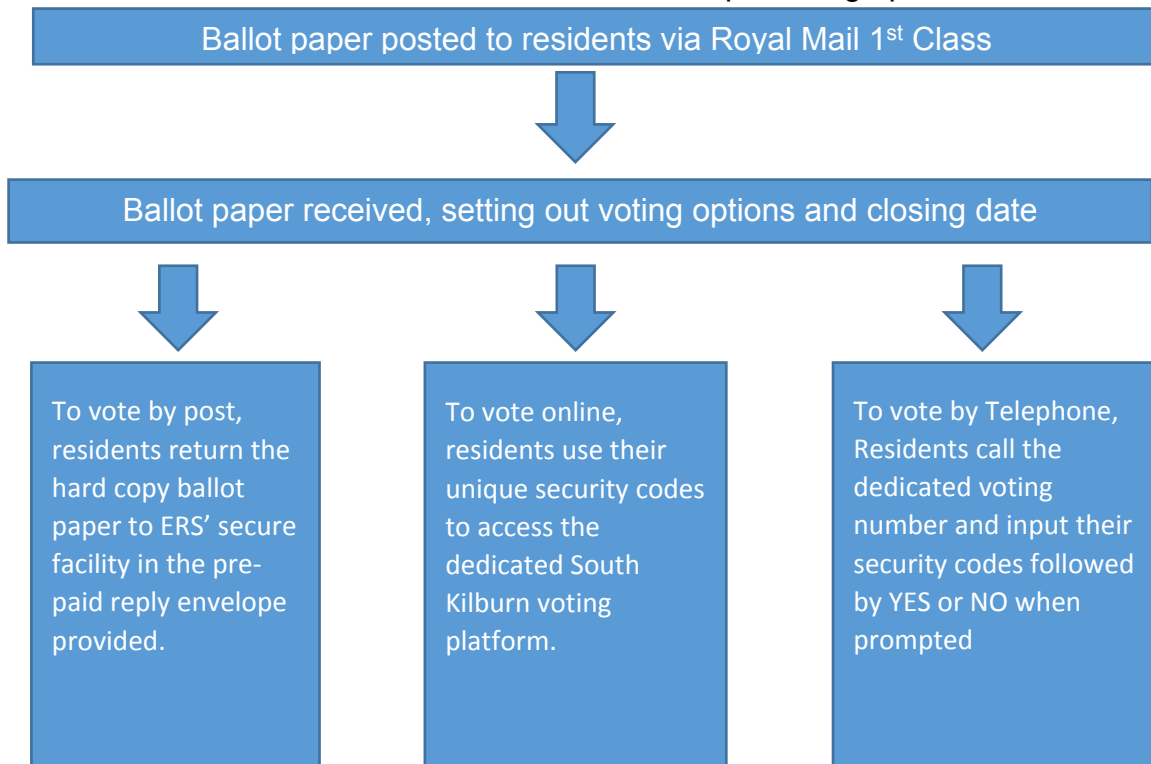 Ballot paper posted to residents via Royal Mail 1st Class
Ballot paper received, setting out voting options and closing date
To vote by post,
residents return the
hard copy ballot
paper to ERS’ secure
facility in the pre-
paid reply envelope
provided.
To vote online,
residents use their
unique security codes
to access the
dedicated South
Kilburn voting
platform.
To vote by Telephone,
Residents call the
dedicated voting
number and input their
security codes followed
by YES or NO when
prompted